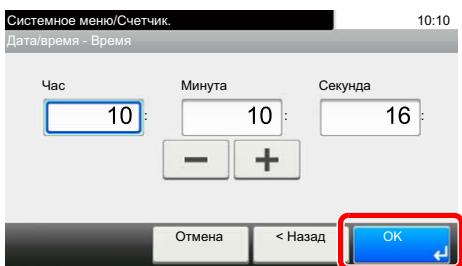 Системное меню/Счетчик. 10:10
Дата/время - Время
Час Минута Секунда
10 : 10 : 16 :
− +
Отмена < Назад OK